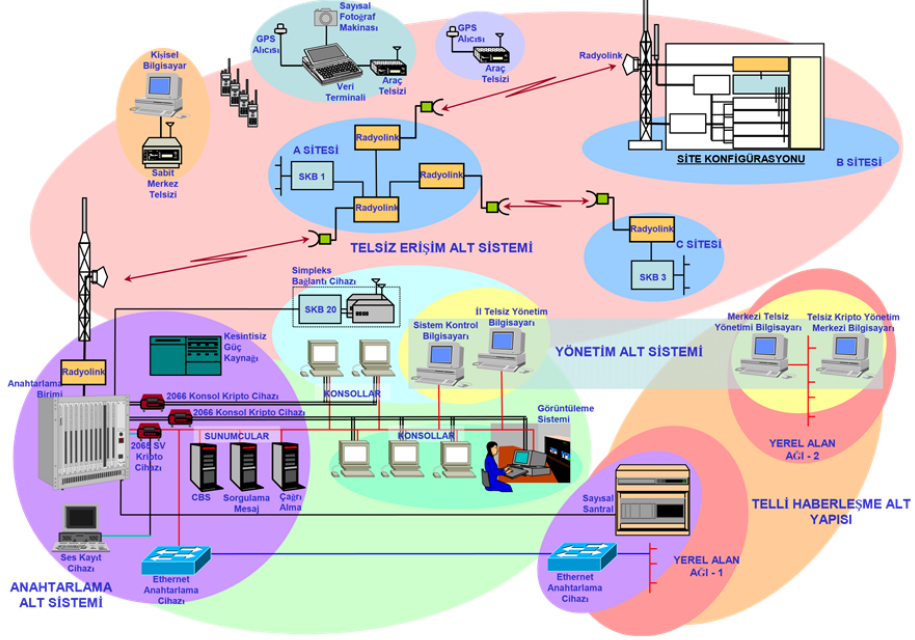 Sayısal
Fotoğraf
Makinası
GPS
Alıcısı
Veri
Terminali
Araç
Telsizi
GPS
Alıcısı
Araç
Telsizi
Kişisel
Bilgisayar
Sabit
Merkez
Telsizi
Radyolink
SİTE KONFİGÜRASYONU
B SİTESİ
A SİTESİ
Radyolink
SKB 1
Radyolink
Radyolink
TELSİZ ERİŞİM ALT SİSTEMİ
Radyolink
C SİTESİ
SKB 3
Simpleks
Bağlantı Cihazı
SKB 20
Kesintisiz
Güç
Kaynağı
Sistem Kontrol
Bilgisayarı
İl Telsiz Yönetim
Bilgisayarı
YÖNETİM ALT SİSTEMİ
Merkezi Telsiz
Yönetimi Bilgisayarı
Telsiz Kripto Yönetim
Merkezi Bilgisayarı
Radyolink
Anahtarlama
Birimi
2066 Konsol Kripto Cihazı
2066 Konsol Kripto Cihazı
2065 SV
Kripto
Cihazı
KONSOLLAR
SUNUMCULAR
KONSOLLAR
Görüntüleme
Sistemi
CBS
Sorgulama
Mesaj
Çağrı
Alma
YEREL ALAN
AĞI - 2
TELLİ HABERLEŞME ALT
YAPISI
Sayısal
Santral
Ses Kayıt
Cihazı
Ethernet
Anahtarlama
Cihazı
Ethernet
Anahtarlama
Cihazı
YEREL ALAN
AĞI - 1
ANAHTARLAMA
ALT SİSTEMİ